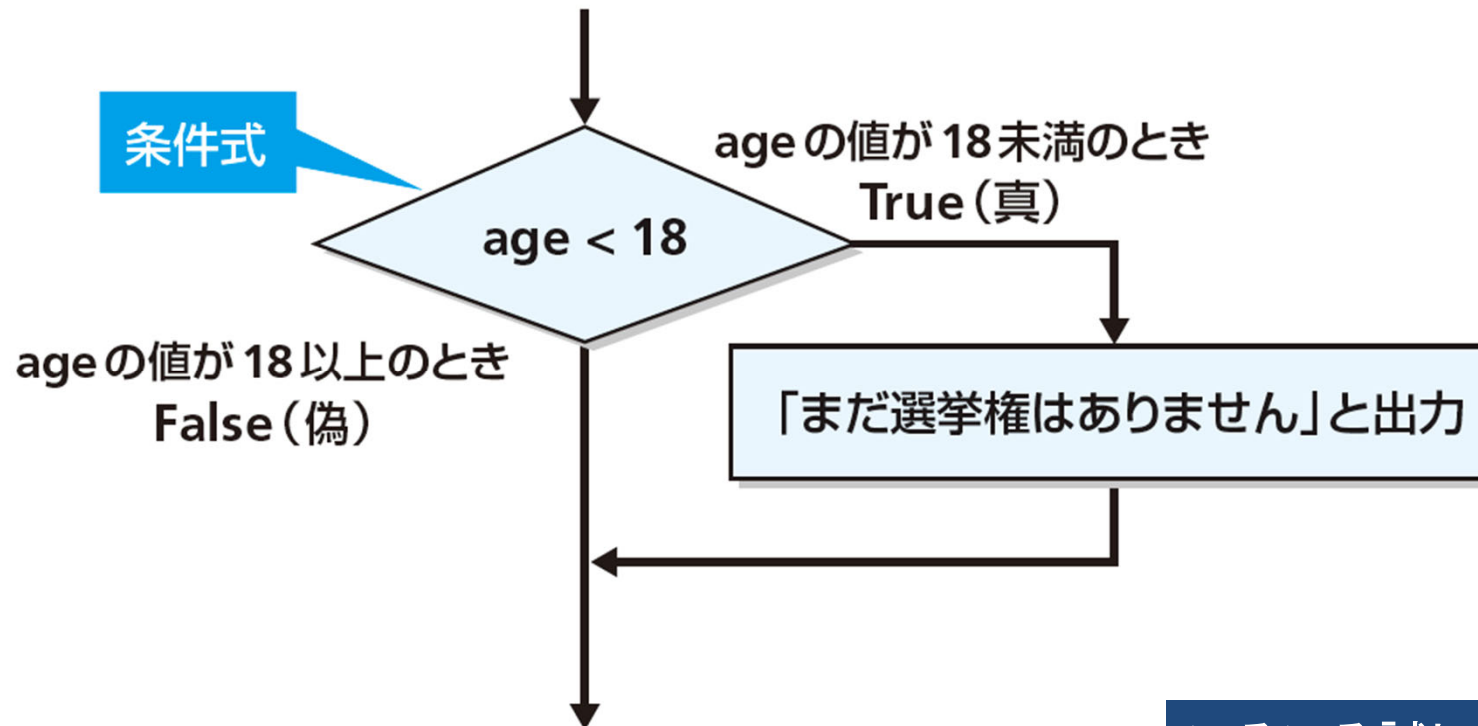 条件式
ageの値が18未満のとき
True（真）
age < 18
ageの値が18以上のとき
False（偽）
「まだ選挙権はありません」と出力